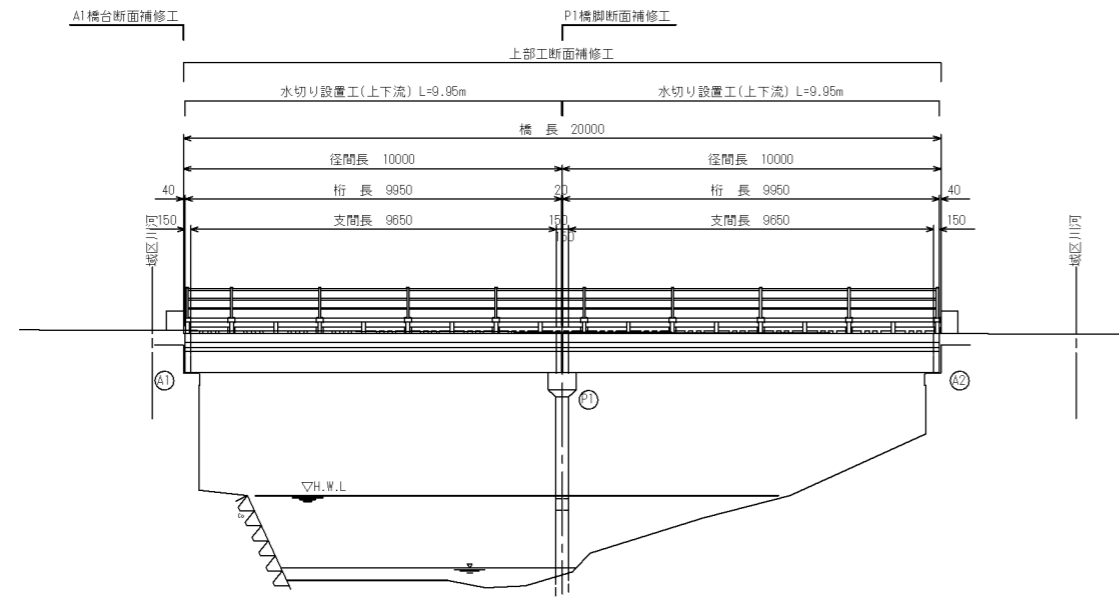 A1橋台断面補修工
P1橋脚断面補修工
上部工断面補修工
水切り設置工(上下流) L=9.95m
水切り設置工(上下流) L=9.95m
橋 長 20000
径間長 10000
径間長 10000
40
桁 長 9950
20
桁 長 9950
40
150
支間長 9650
150
150
支間長 9650
150
河川区域
河川区域
A1
P1
A2
▽H.W.L